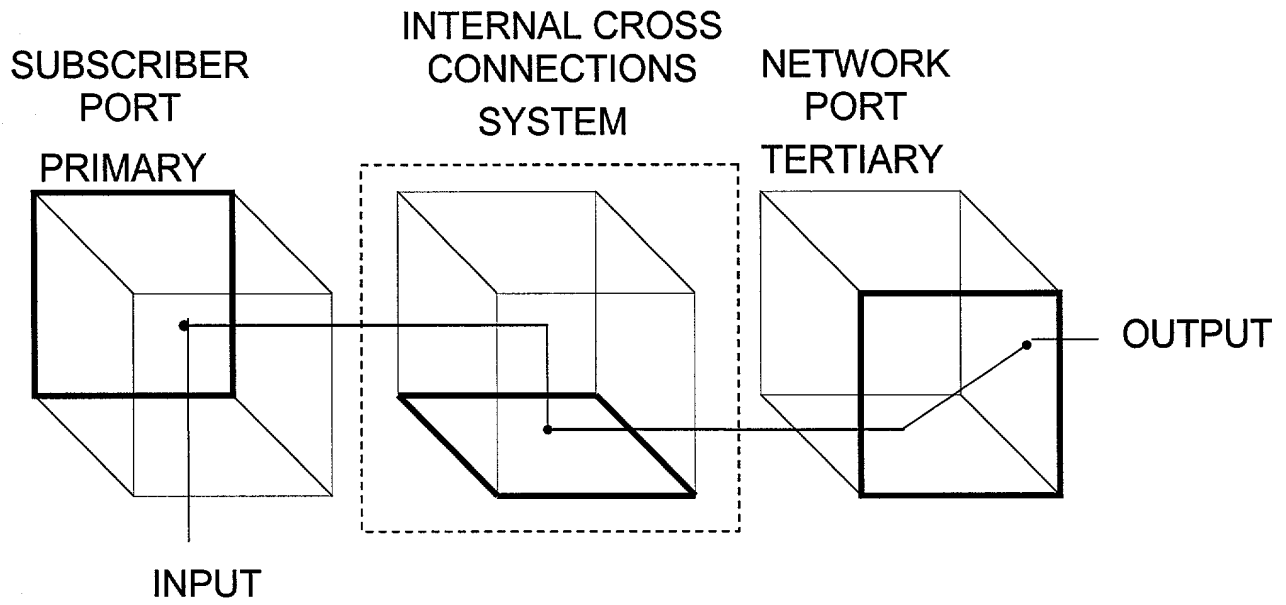 SUBSCRIBER
PORT
PRIMARY
INTERNAL CROSS
CONNECTIONS
SYSTEM
NETWORK
PORT
TERTIARY
OUTPUT
INPUT